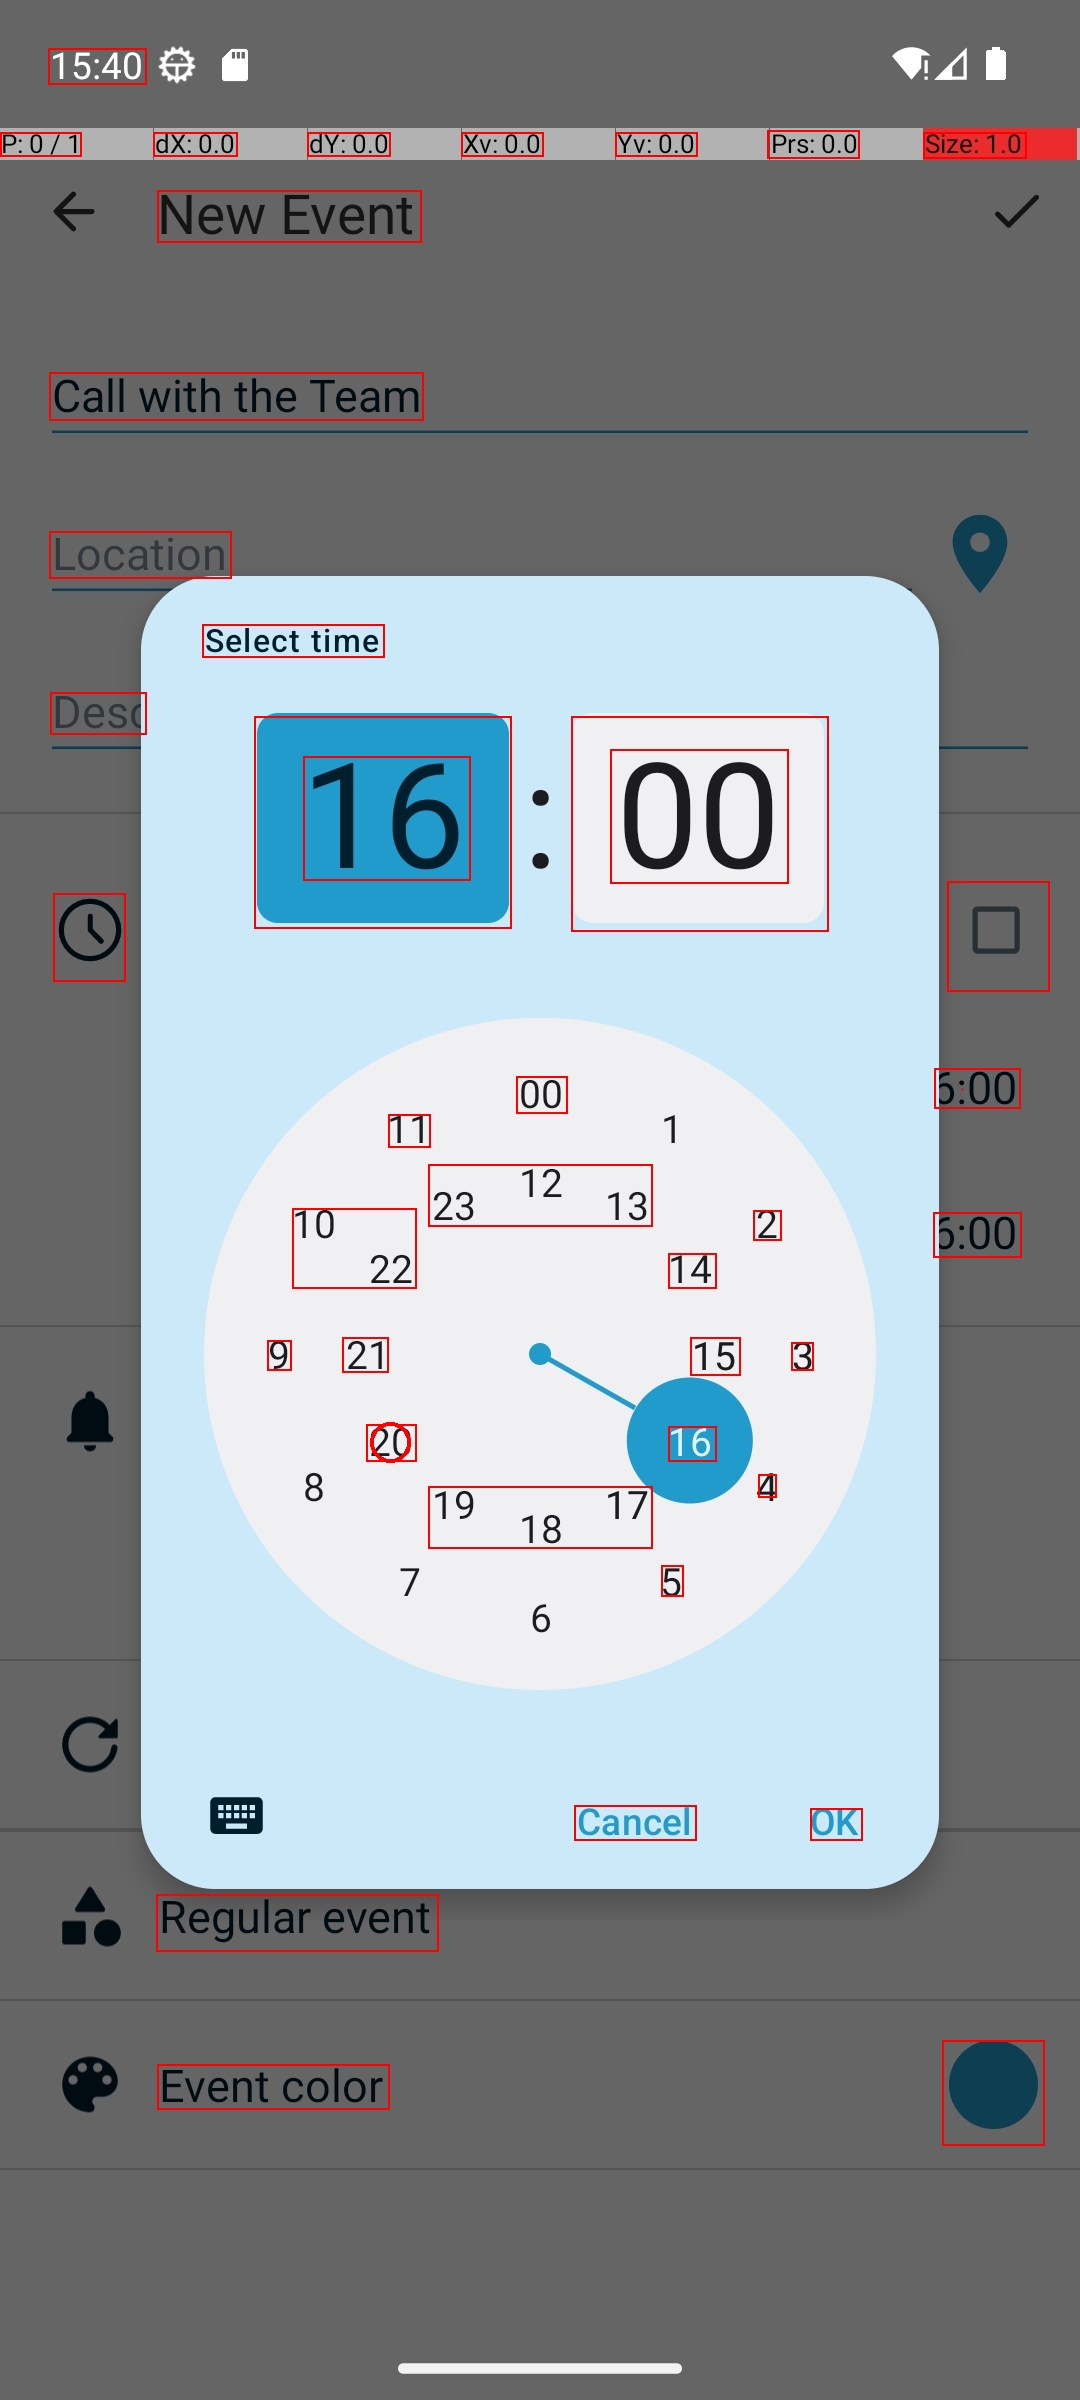 15:40
P: 0 / 1 dX: 0.0 dY: 0.0 Xv: 0.0 Yv: 0.0 Prs: 0.0 Size: 1.0
New Event
Call with the Team
Location
Select time
Desc
16:00
00
11 1
12
23 13
10 2
22 14
6:00
6:00
9 21 15 3
20 16
8 4
19 17
18
7 5
6
Cancel OK
Regular event
Event color